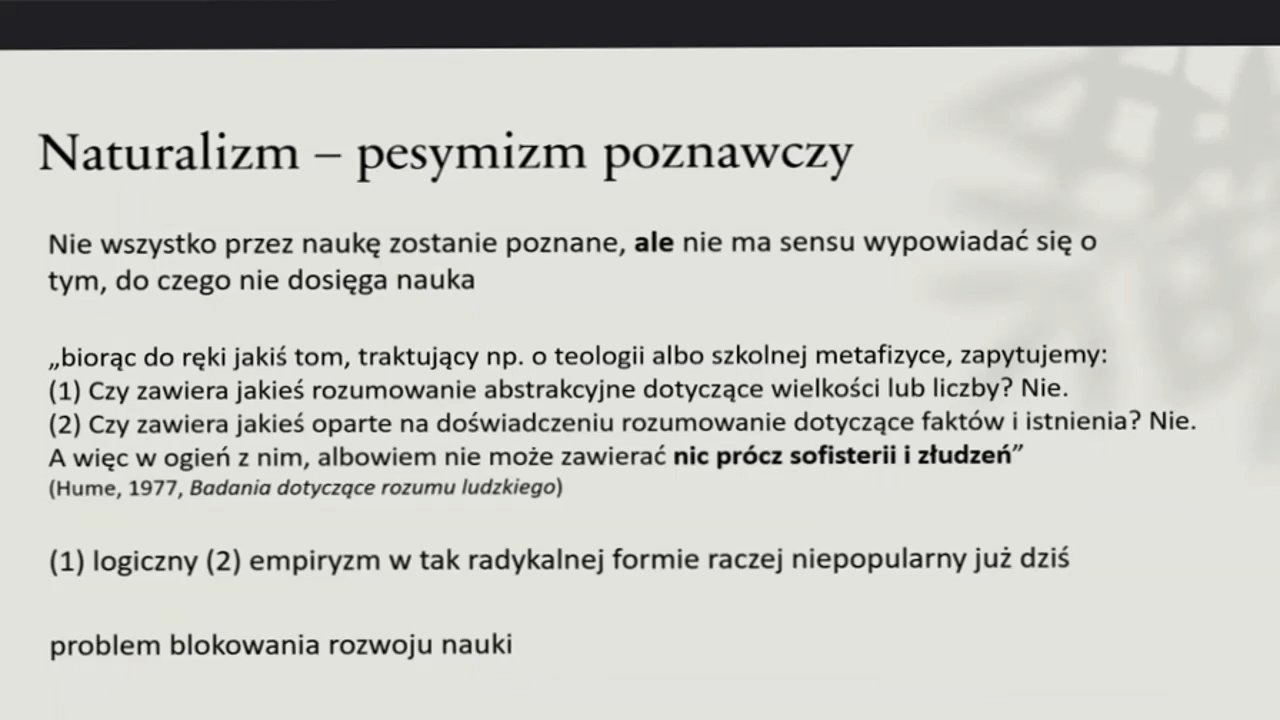 Naturalizm – pesymizm poznawczy
Nie wszystko przez naukę zostanie poznane, ale nie ma sensu wypowiadać się o
tym, do czego nie dosięga nauka
„biorąc do ręki jakiś tom, traktujący np. o teologii albo szkolnej metafizyce, zapytujemy:
(1) Czy zawiera jakieś rozumowanie abstrakcyjne dotyczące wielkości lub liczby? Nie.
(2) Czy zawiera jakieś oparte na doświadczeniu rozumowanie dotyczące faktów i istnienia? Nie.
A więc w ogień z nim, albowiem nie może zawierać nic prócz sofisterii i złudzeń”
(Hume, 1977, Badania dotyczące rozumu ludzkiego)
(1) logiczny (2) empiryzm w tak radykalnej formie raczej niepopularny już dziś
problem blokowania rozwoju nauki